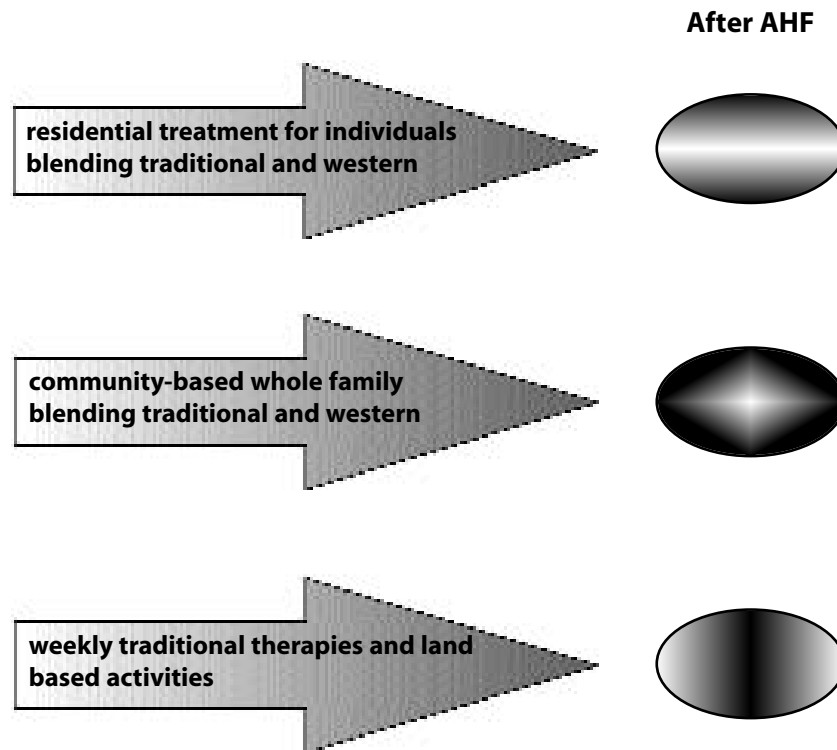 After AHF
residential treatment for individuals
blending traditional and western
community-based whole family
blending traditional and western
weekly traditional therapies and land
based activities